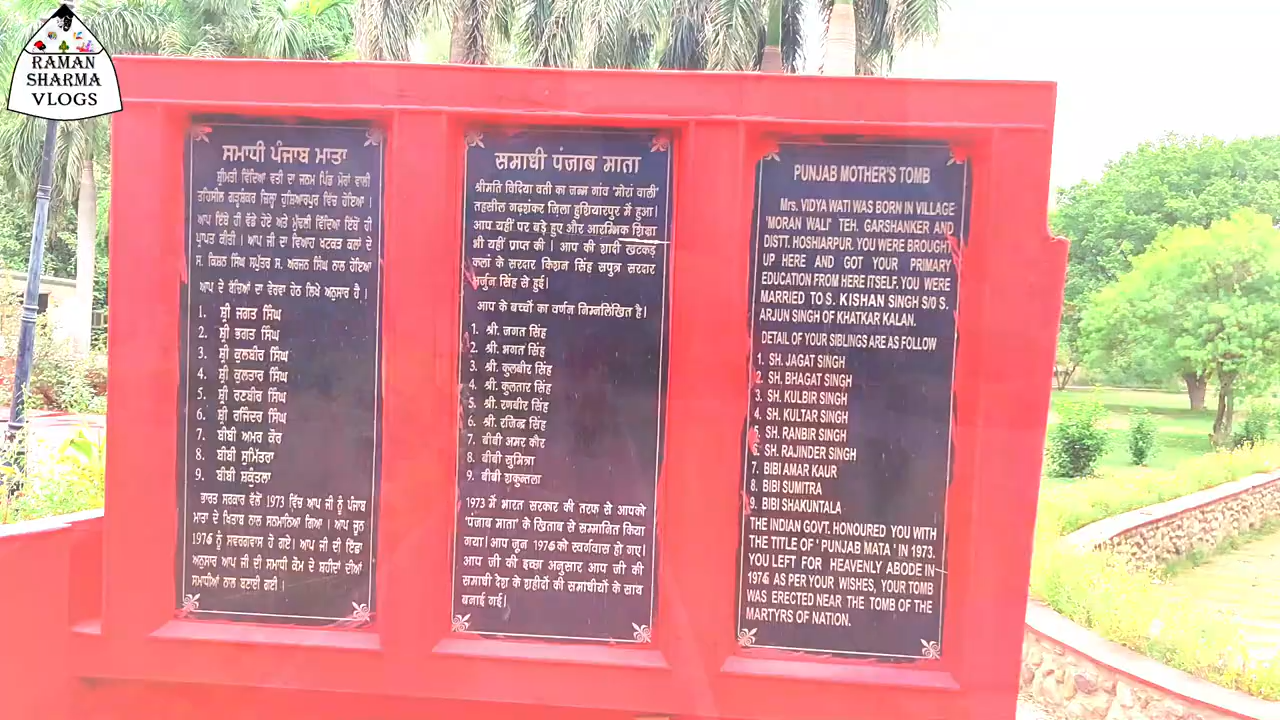 RAMAN
SHARMA
VLOGS
ਸਮਾਧੀ ਪੰਜਾਬ ਮਾਤਾ
ਸ਼੍ਰੀਮਤੀ ਵਿੱਦਿਆ ਵਤੀ ਦਾ ਜਨਮ ਪਿੰਡ ਮੋਰਾਂ ਵਾਲੀ
ਤਹਿਸੀਲ ਗੜ੍ਹਸ਼ੰਕਰ ਜ਼ਿਲ੍ਹਾ ਹੁਸ਼ਿਆਰਪੁਰ ਵਿੱਚ ਹੋਇਆ।
ਆਪ ਇੱਥੇ ਹੀ ਵੱਡੇ ਹੋਏ ਅਤੇ ਮੁੱਢਲੀ ਵਿੱਦਿਆ ਇੱਥੋਂ ਹੀ
ਪ੍ਰਾਪਤ ਕੀਤੀ। ਆਪ ਜੀ ਦਾ ਵਿਆਹ ਖਟਕੜ ਕਲਾਂ ਦੇ
ਸ. ਕਿਸ਼ਨ ਸਿੰਘ ਸਪੁੱਤਰ ਸ. ਅਰਜਨ ਸਿੰਘ ਨਾਲ ਹੋਇਆ
ਆਪ ਦੇ ਬੱਚਿਆਂ ਦਾ ਵੇਰਵਾ ਹੇਠ ਲਿਖੇ ਅਨੁਸਾਰ ਹੈ।
1. ਸ਼੍ਰੀ ਜਗਤ ਸਿੰਘ
2. ਸ਼੍ਰੀ ਭਗਤ ਸਿੰਘ
3. ਸ਼੍ਰੀ ਕੁਲਬੀਰ ਸਿੰਘ
4. ਸ਼੍ਰੀ ਕੁਲਤਾਰ ਸਿੰਘ
5. ਸ਼੍ਰੀ ਰਣਬੀਰ ਸਿੰਘ
6. ਸ਼੍ਰੀ ਰਜਿੰਦਰ ਸਿੰਘ
7. ਬੀਬੀ ਅਮਰ ਕੌਰ
8. ਬੀਬੀ ਸੁਮਿੱਤਰਾ
9. ਬੀਬੀ ਸ਼ਕੁੰਤਲਾ
ਭਾਰਤ ਸਰਕਾਰ ਵੱਲੋਂ 1973 ਵਿੱਚ ਆਪ ਜੀ ਨੂੰ ਪੰਜਾਬ
ਮਾਤਾ ਦੇ ਖਿਤਾਬ ਨਾਲ ਸਨਮਾਨਿਆ ਗਿਆ। ਆਪ ਜੂਨ
1976 ਨੂੰ ਸਵਰਗਵਾਸ ਹੋ ਗਏ। ਆਪ ਜੀ ਦੀ ਇੱਛਾ
ਅਨੁਸਾਰ ਆਪ ਜੀ ਦੀ ਸਮਾਧੀ ਕੌਮ ਦੇ ਸ਼ਹੀਦਾਂ ਦੀਆਂ
ਸਮਾਧੀਆਂ ਨਾਲ ਬਣਾਈ ਗਈ।
समाधी पंजाब माता
श्रीमति विदिया वती का जन्म गांव 'मोरां वाली'
तहसील गढ़शंकर ज़िला हुशियारपुर में हुआ।
आप यहीं पर बड़े हुए और आरम्भिक शिक्षा
भी यहीं प्राप्त की। आप की शादी खटकड़
कलां के सरदार किशन सिंह सपुत्र सरदार
अर्जुन सिंह से हुई।
आप के बच्चों का वर्णन निम्नलिखित है।
1. श्री. जगत सिंह
2. श्री. भगत सिंह
3. श्री. कुलबीर सिंह
4. श्री. कुलतार सिंह
5. श्री. रणबीर सिंह
6. श्री. रजिन्द्र सिंह
7. बीबी अमर कौर
8. बीबी सुमित्रा
9. बीबी शकुन्तला
1973 में भारत सरकार की तरफ से आपको
'पंजाब माता' के खिताब से सम्मानित किया
गया। आप जून 1976 को स्वर्गवास हो गए।
आप जी की इच्छा अनुसार आप जी की
समाधी देश के शहीदों की समाधीयों के साथ
बनाई गई।
PUNJAB MOTHER'S TOMB
Mrs. VIDYA WATI WAS BORN IN VILLAGE
'MORAN WALI' TEH. GARSHANKER AND
DISTT. HOSHIARPUR. YOU WERE BROUGHT
UP HERE AND GOT YOUR PRIMARY
EDUCATION FROM HERE ITSELF. YOU WERE
MARRIED TO S. KISHAN SINGH S/O S.
ARJUN SINGH OF KHATKAR KALAN.
DETAIL OF YOUR SIBLINGS ARE AS FOLLOW
1. SH. JAGAT SINGH
2. SH. BHAGAT SINGH
3. SH. KULBIR SINGH
4. SH. KULTAR SINGH
5. SH. RANBIR SINGH
6. SH. RAJINDER SINGH
7. BIBI AMAR KAUR
8. BIBI SUMITRA
9. BIBI SHAKUNTALA
THE INDIAN GOVT. HONOURED YOU WITH
THE TITLE OF ' PUNJAB MATA ' IN 1973.
YOU LEFT FOR HEAVENLY ABODE IN
1976 AS PER YOUR WISHES, YOUR TOMB
WAS ERECTED NEAR THE TOMB OF THE
MARTYRS OF NATION.